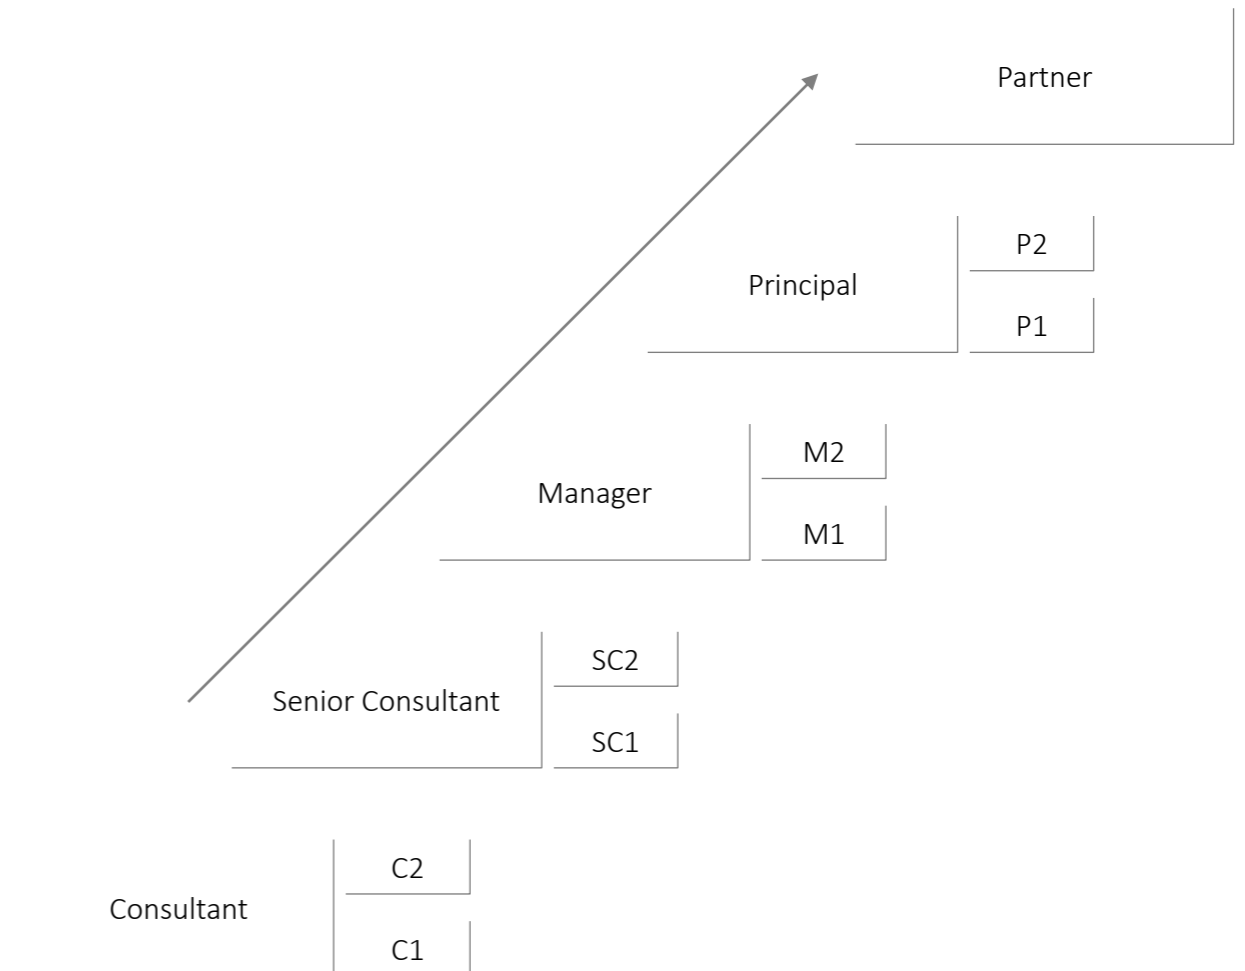 Partner
P2
Principal
P1
M2
Manager
M1
SC2
Senior Consultant
SC1
C2
Consultant
C1